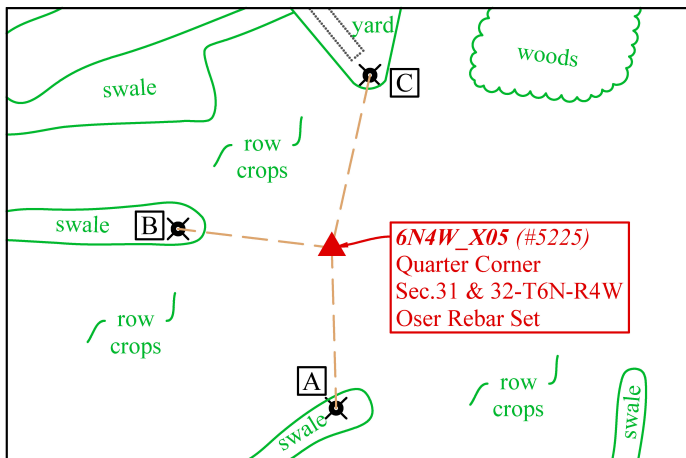 yard
woods
swale
C
row
crops
swale
B
6N4W_X05 (#5225)
Quarter Corner
Sec.31 & 32-T6N-R4W
Oser Rebar Set
row
crops
A
row
crops
swale
swale